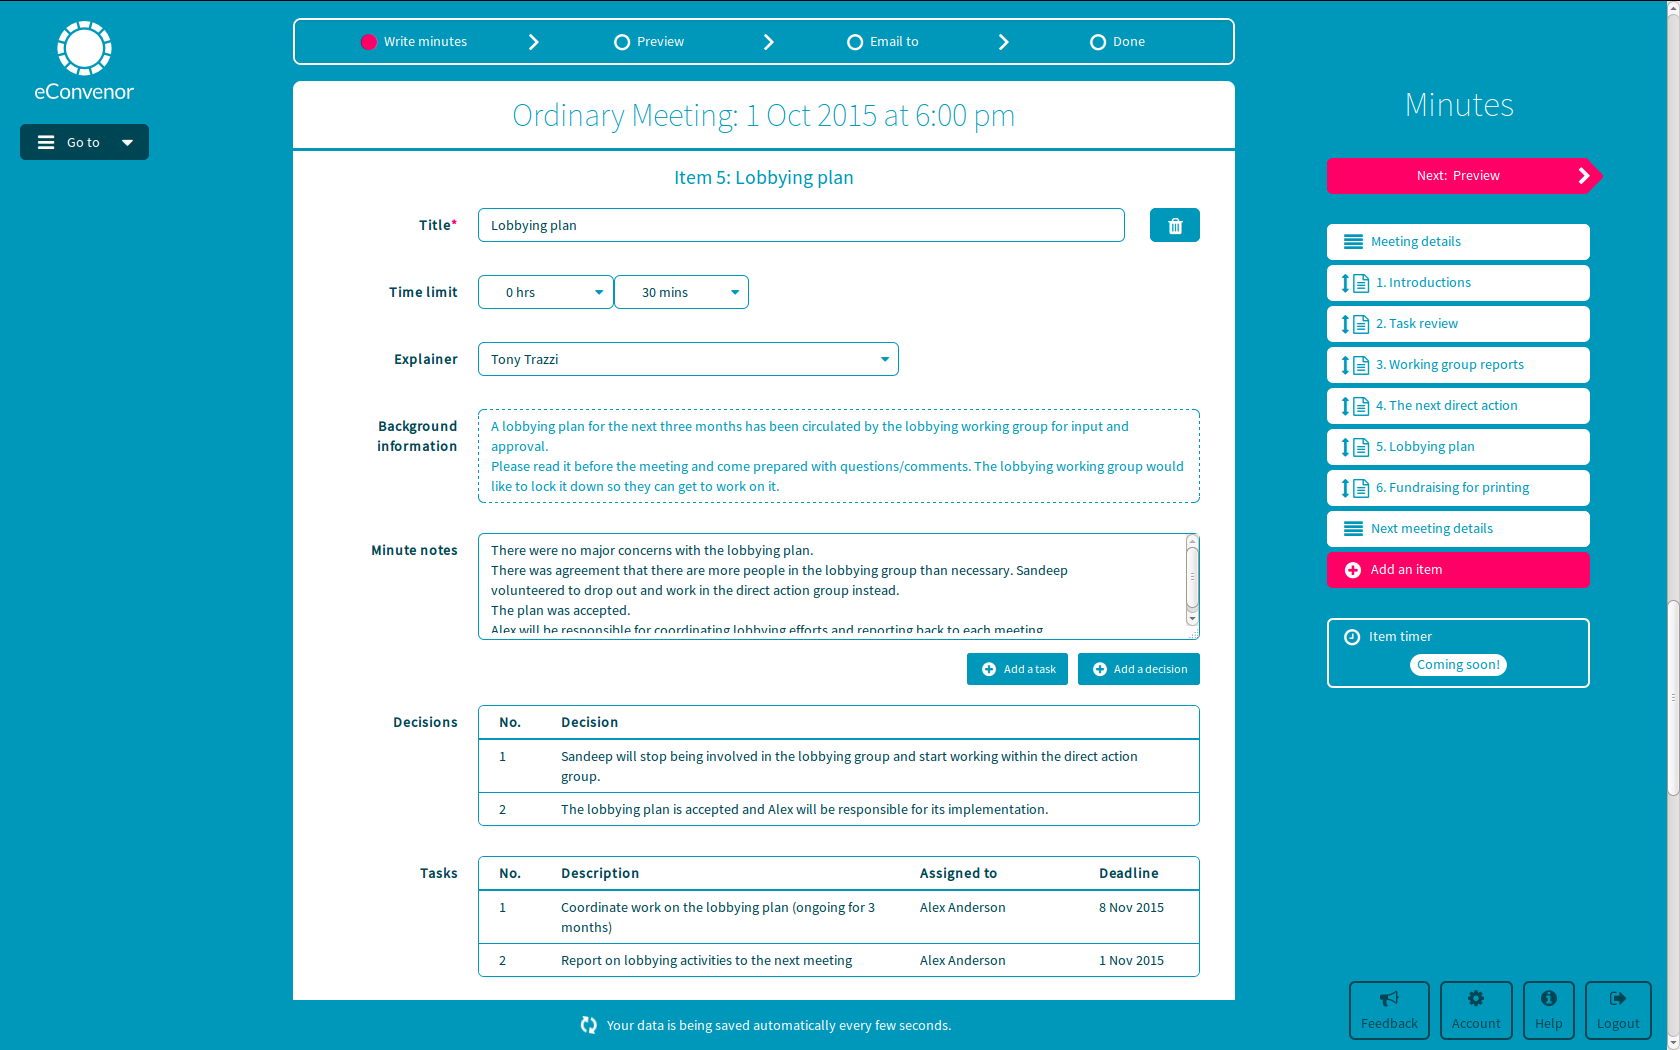 eConvenor
Go to
Write minutes
Preview
Email to
Done
Ordinary Meeting: 1 Oct 2015 at 6:00 pm
Item 5: Lobbying plan
Title*
Lobbying plan
Time limit
0 hrs
30 mins
Explainer
Tony Trazzi
Background
information
A lobbying plan for the next three months has been circulated by the lobbying working group for input and
approval.
Please read it before the meeting and come prepared with questions/comments. The lobbying working group would
like to lock it down so they can get to work on it.
Minute notes
There were no major concerns with the lobbying plan.
There was agreement that there are more people in the lobbying group than necessary. Sandeep
volunteered to drop out and work in the direct action group instead.
The plan was accepted.
Alex will be responsible for coordinating lobbying efforts and reporting back to each meeting
Add a task
Add a decision
Decisions
No. Decision
1 Sandeep will stop being involved in the lobbying group and start working within the direct action
group.
2 The lobbying plan is accepted and Alex will be responsible for its implementation.
Tasks
No. Description Assigned to Deadline
1 Coordinate work on the lobbying plan (ongoing for 3 Alex Anderson 8 Nov 2015
months)
2 Report on lobbying activities to the next meeting Alex Anderson 1 Nov 2015
Your data is being saved automatically every few seconds.
Minutes
Next: Preview
Meeting details
1. Introductions
2. Task review
3. Working group reports
4. The next direct action
5. Lobbying plan
6. Fundraising for printing
Next meeting details
Add an item
Item timer
Coming soon!
Feedback
Account
Help
Logout